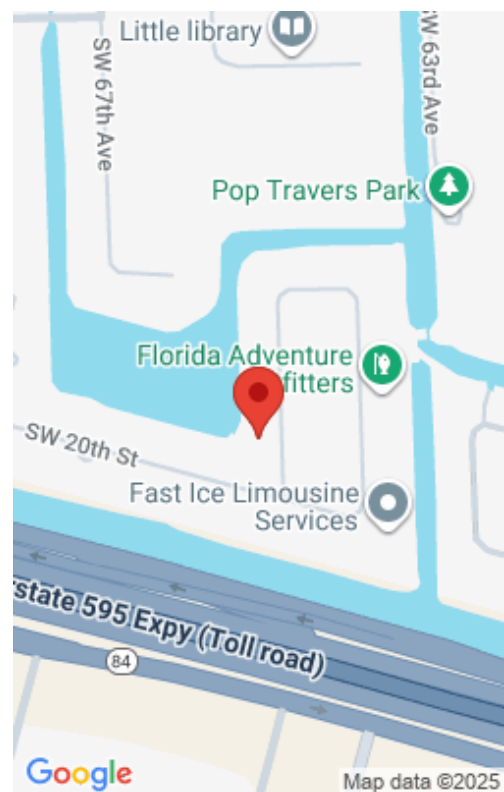 Little library
SW 67th Ave
SW 63rd Ave
Pop Travers Park
Florida Adventure
fitters
SW 20th St
Fast Ice Limousine
Services
rstate 595 Expy (Toll road)
84
Google
Map data ©2025